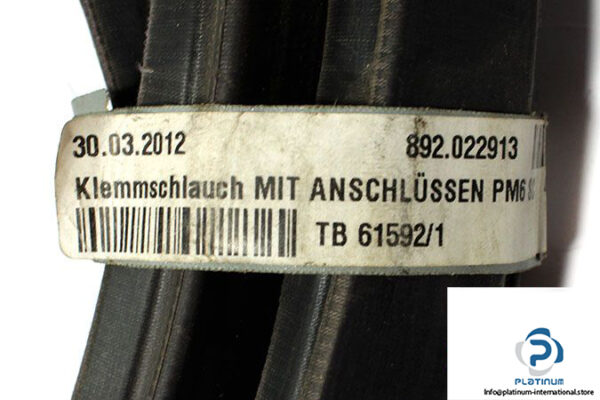 30.03.2012 892.022913
Klemmschlauch MIT ANSCHLÜSSEN PM6
TB 61592/1
PLATINUM
Info@platinum-international.store